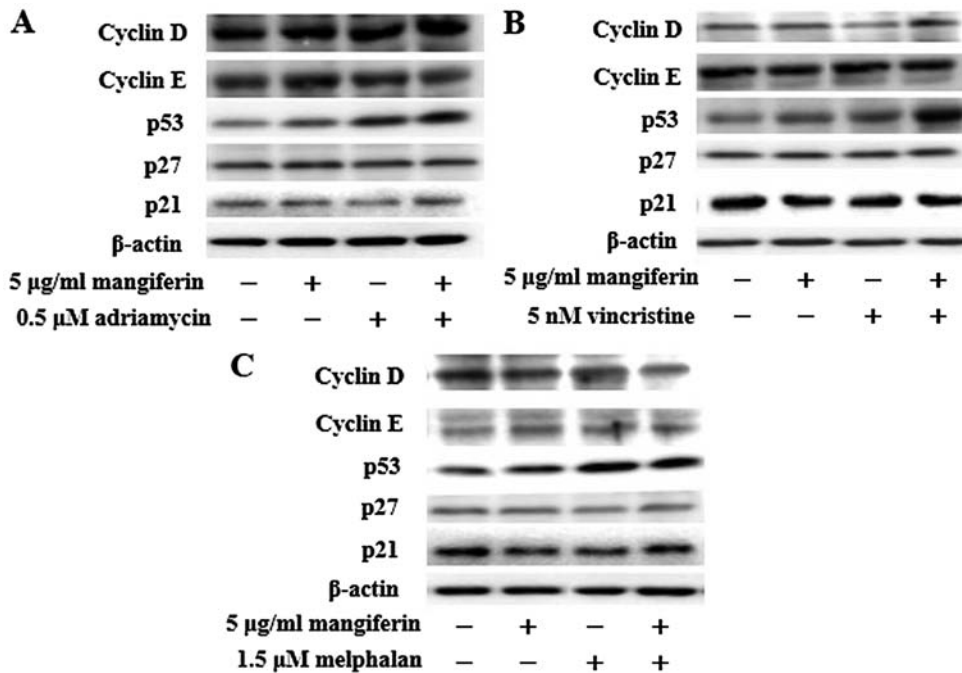 A
Cyclin D
Cyclin E
p53
p27
p21
β-actin
5 μg/ml mangiferin − + − +
0.5 μM adriamycin − − + +
B
Cyclin D
Cyclin E
p53
p27
p21
β-actin
5 μg/ml mangiferin − + − +
5 nM vincristine − − + +
C
Cyclin D
Cyclin E
p53
p27
p21
β-actin
5 μg/ml mangiferin − + − +
1.5 μM melphalan − − + +